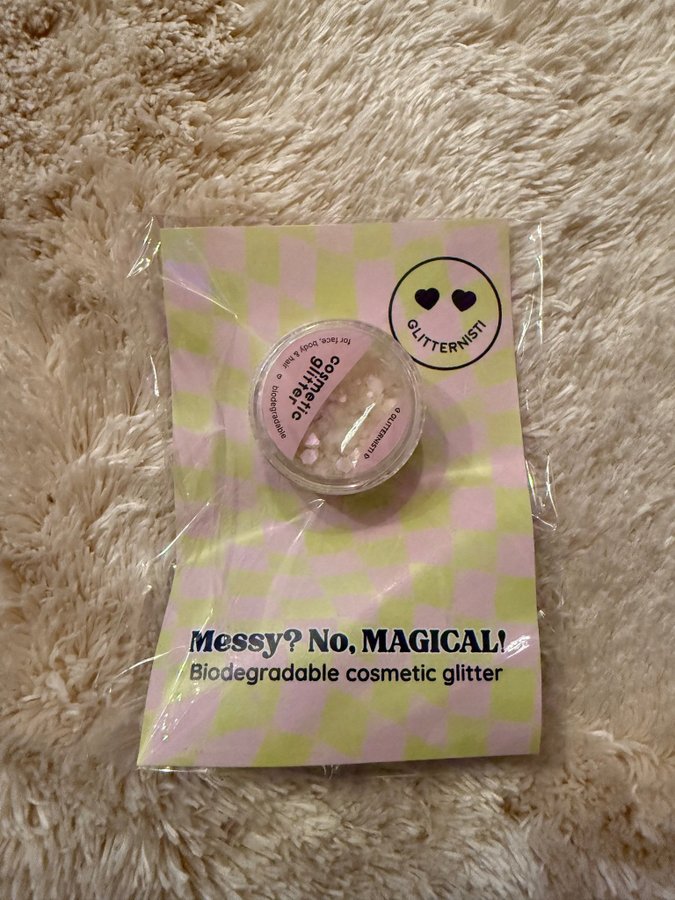 GLITTERNISTI
for face, body & hair
cosmetic
glitter
biodegradable
GLITTERNISTI
Messy? No, MAGICAL!
Biodegradable cosmetic glitter